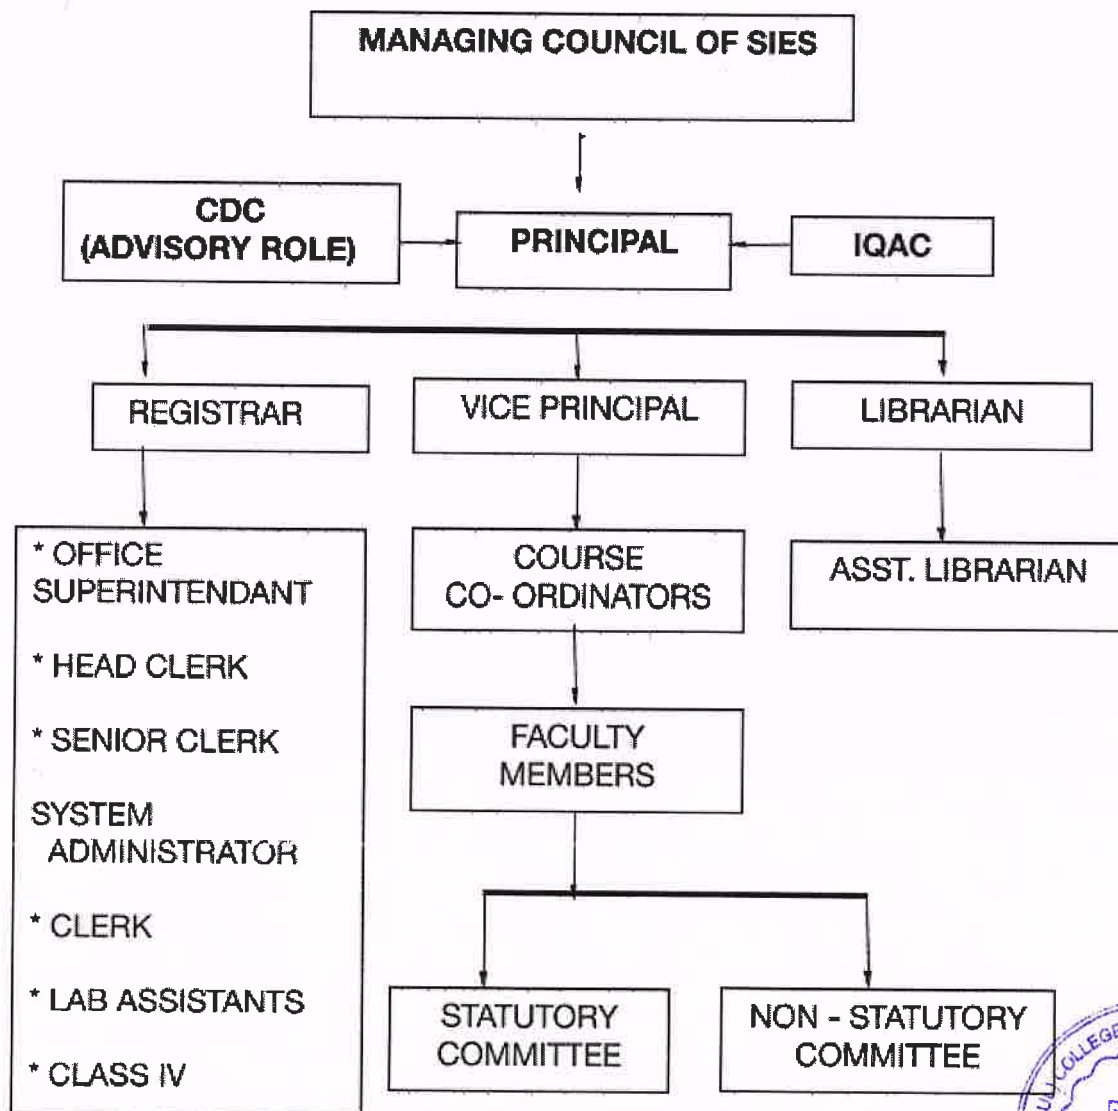 MANAGING COUNCIL OF SIES
CDC
(ADVISORY ROLE)
PRINCIPAL
IQAC
REGISTRAR
VICE PRINCIPAL
LIBRARIAN
* OFFICE
SUPERINTENDANT
* HEAD CLERK
* SENIOR CLERK
SYSTEM
ADMINISTRATOR
* CLERK
* LAB ASSISTANTS
* CLASS IV
COURSE
CO- ORDINATORS
FACULTY
MEMBERS
STATUTORY
COMMITTEE
NON - STATUTORY
COMMITTEE
ASST. LIBRARIAN
COLLEGE